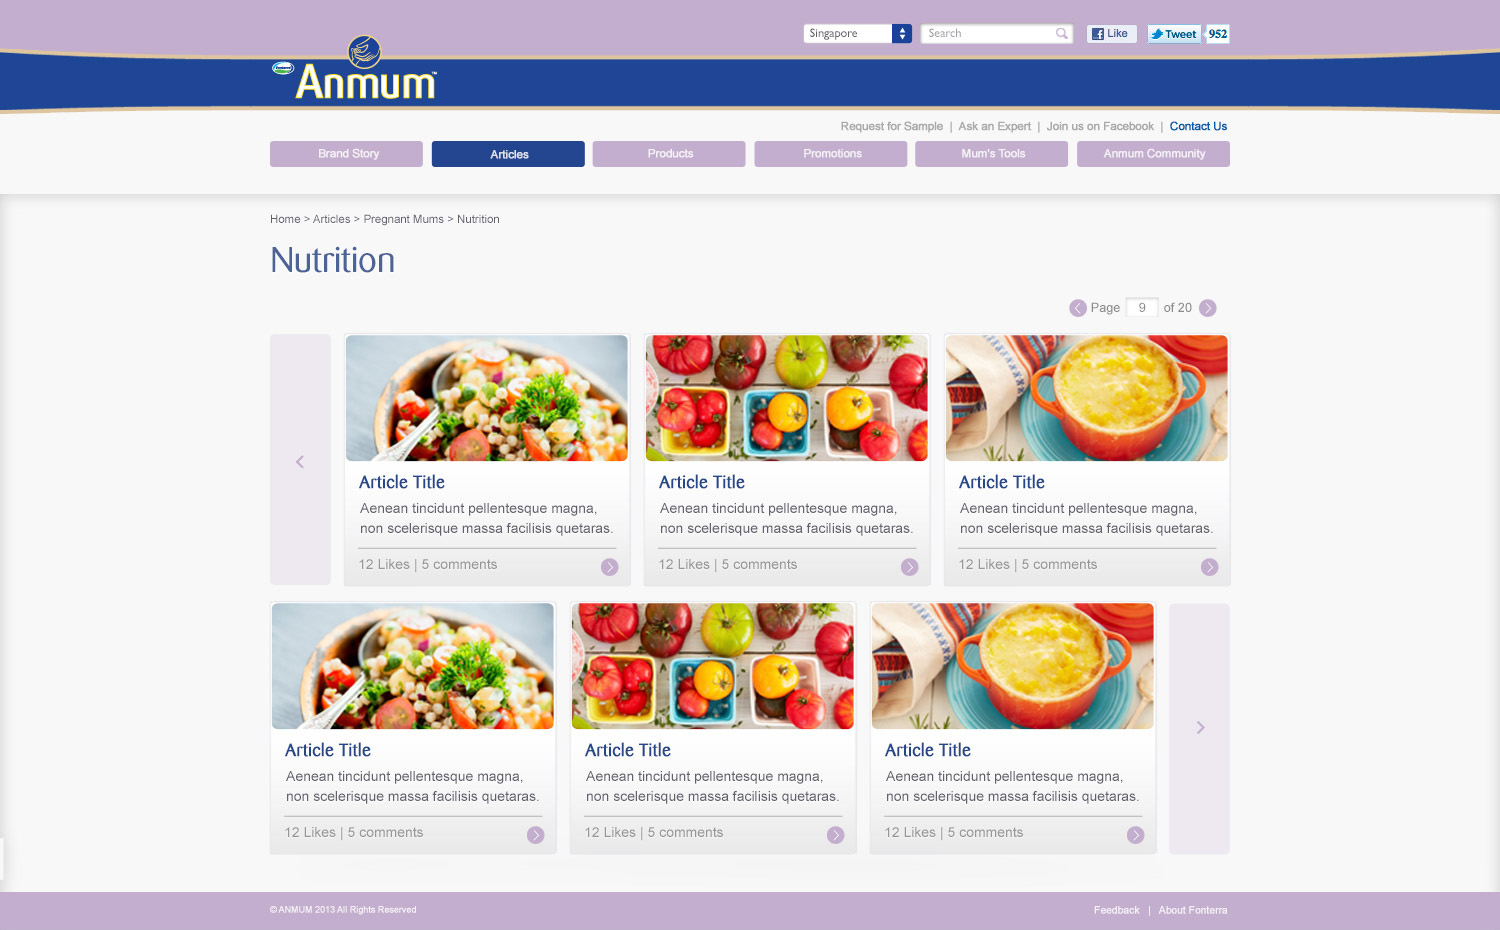 Singapore
Search
Like
Tweet
952
Anmum™
Request for Sample | Ask an Expert | Join us on Facebook | Contact Us
Brand Story
Articles
Products
Promotions
Mum's Tools
Anmum Community
Home > Articles > Pregnant Mums > Nutrition
Nutrition
Page 9 of 20
Article Title
Aenean tincidunt pellentesque magna,
non scelerisque massa facilisis quetaras.
12 Likes | 5 comments
Article Title
Aenean tincidunt pellentesque magna,
non scelerisque massa facilisis quetaras.
12 Likes | 5 comments
Article Title
Aenean tincidunt pellentesque magna,
non scelerisque massa facilisis quetaras.
12 Likes | 5 comments
Article Title
Aenean tincidunt pellentesque magna,
non scelerisque massa facilisis quetaras.
12 Likes | 5 comments
Article Title
Aenean tincidunt pellentesque magna,
non scelerisque massa facilisis quetaras.
12 Likes | 5 comments
Article Title
Aenean tincidunt pellentesque magna,
non scelerisque massa facilisis quetaras.
12 Likes | 5 comments
© ANMUM 2013 All Rights Reserved
Feedback | About Fonterra